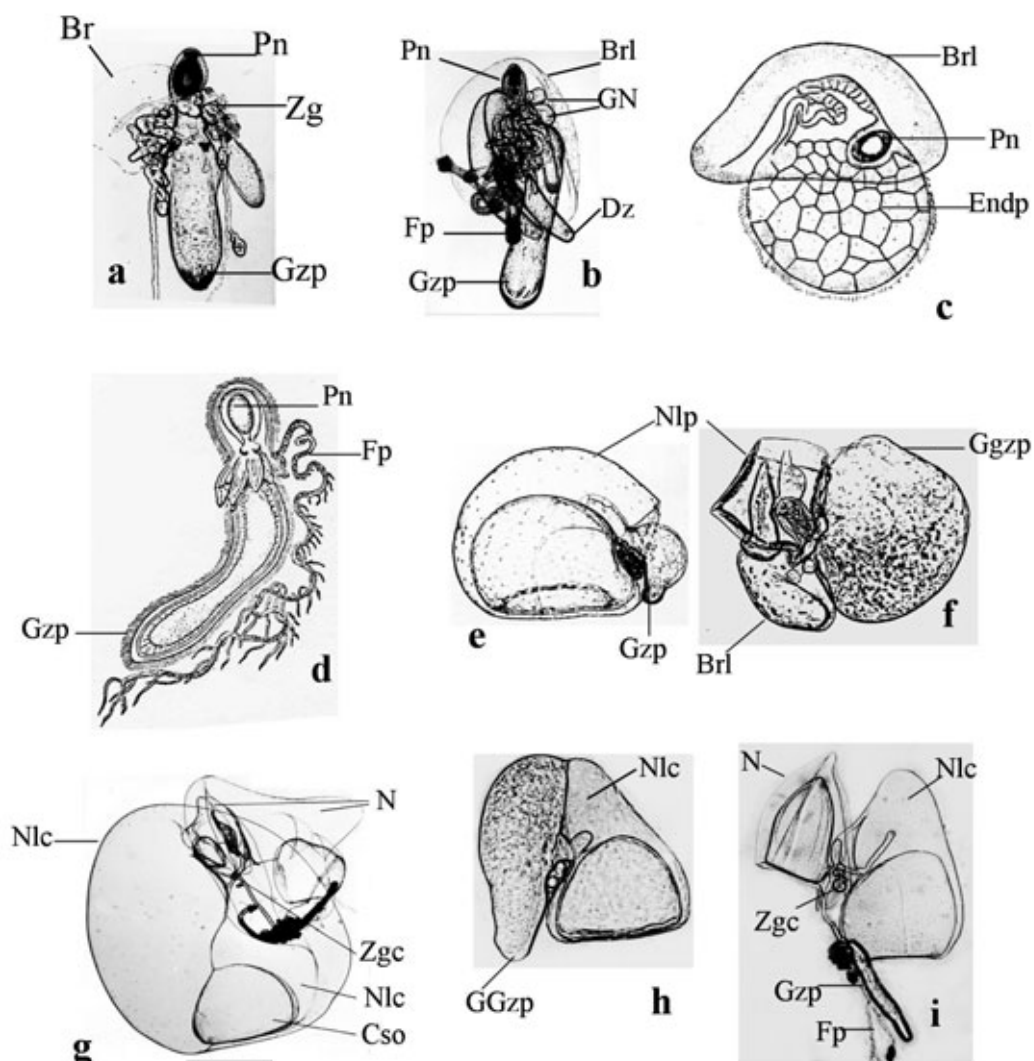 Br
Pn
Zg
Gzp
a
Pn
Brl
GN
Dz
Fp
Gzp
b
Brl
Pn
Endp
c
Pn
Fp
Gzp
d
Nlp
Gzp
e
Ggzp
Brl
f
N
Nlc
Zgc
Nlc
Cso
g
Nlc
GGzp
h
N
Nlc
Zgc
Gzp
Fp
i